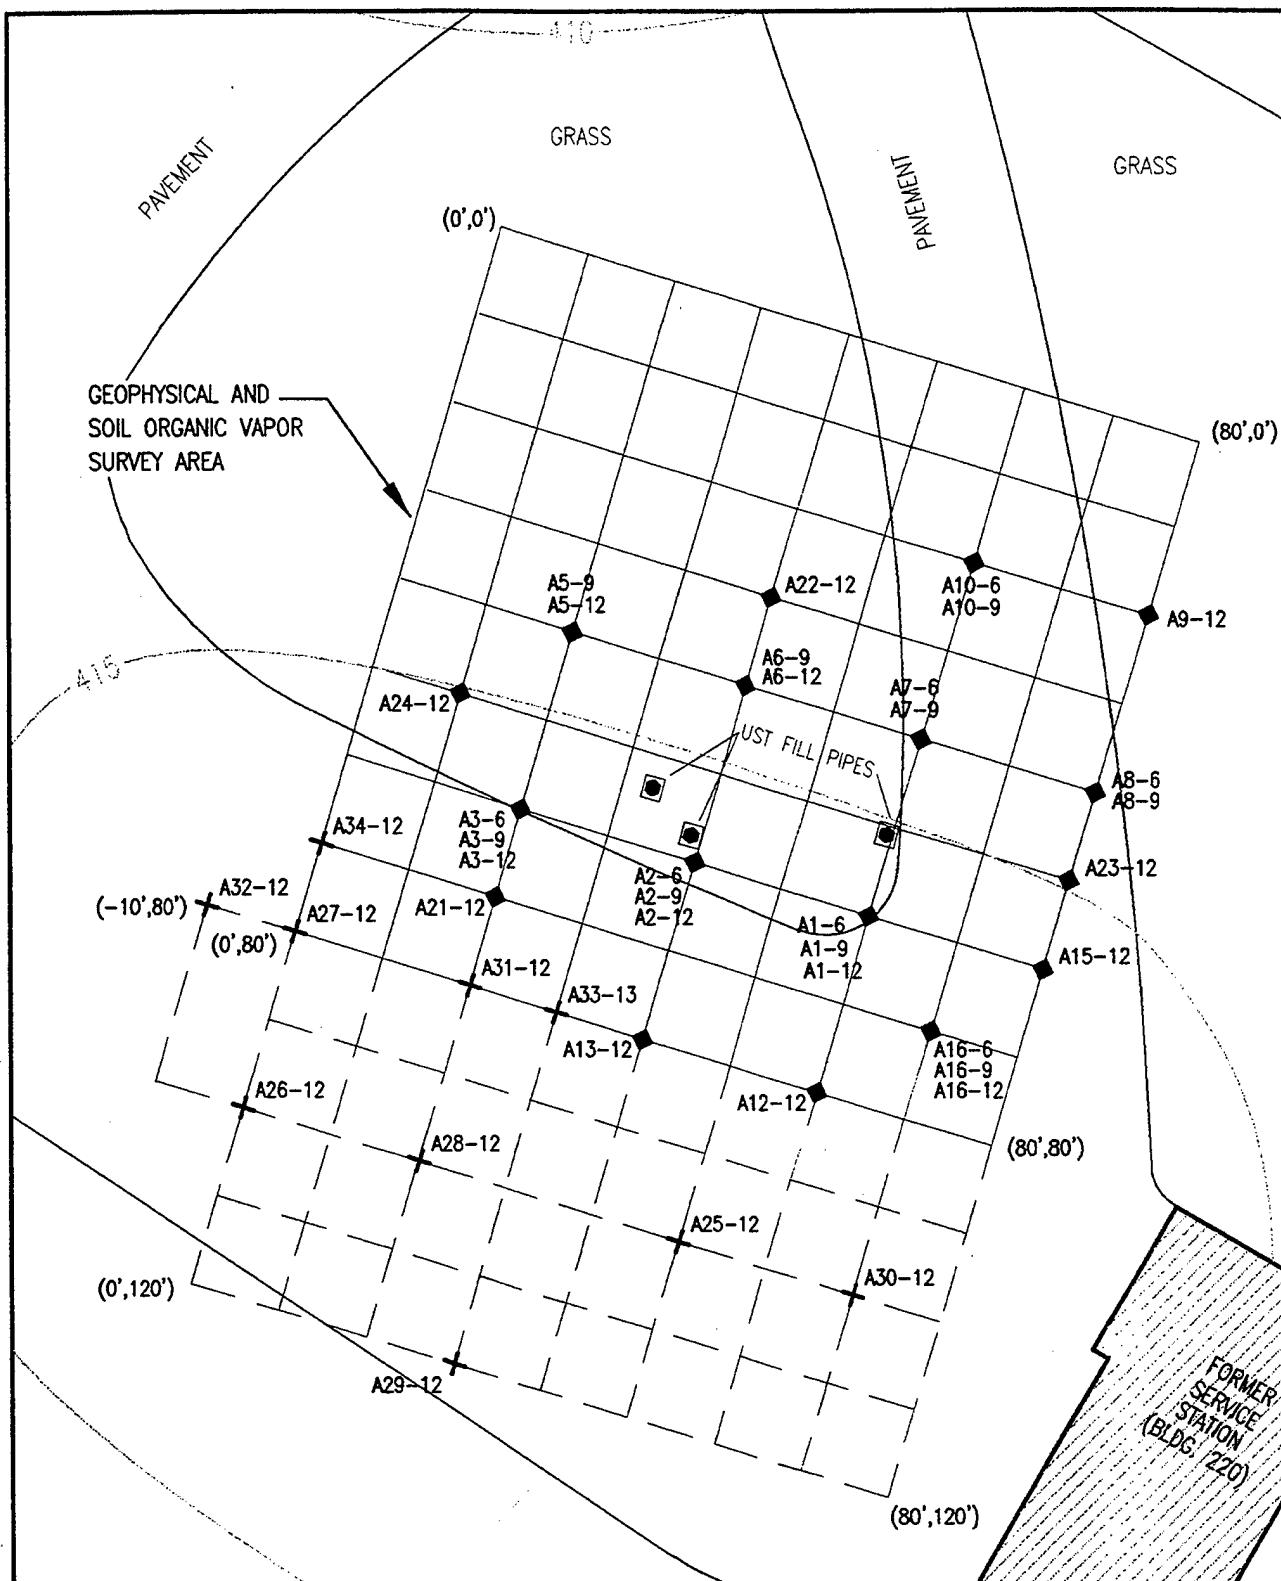 410
GRASS
PAVEMENT
PAVEMENT
GRASS
(0',0')
GEOPHYSICAL AND
SOIL ORGANIC VAPOR
SURVEY AREA
(80',0')
A5-9
A5-12
A22-12
A10-6
A10-9
A9-12
415
A24-12
A6-9
A6-12
A7-6
A7-9
UST FILL PIPES
A8-6
A8-9
A34-12
A3-6
A3-9
A3-12
A2-6
A2-9
A2-12
A23-12
A32-12
(-10',80')
A27-12
(0',80')
A21-12
A1-6
A1-9
A1-12
A15-12
A31-12
A33-13
A13-12
A16-6
A16-9
A16-12
A26-12
A12-12
A28-12
(80',80')
A25-12
A30-12
(0',120')
A29-12
FORMER
SERVICE
STATION
(BLDG. 220)
(80',120')